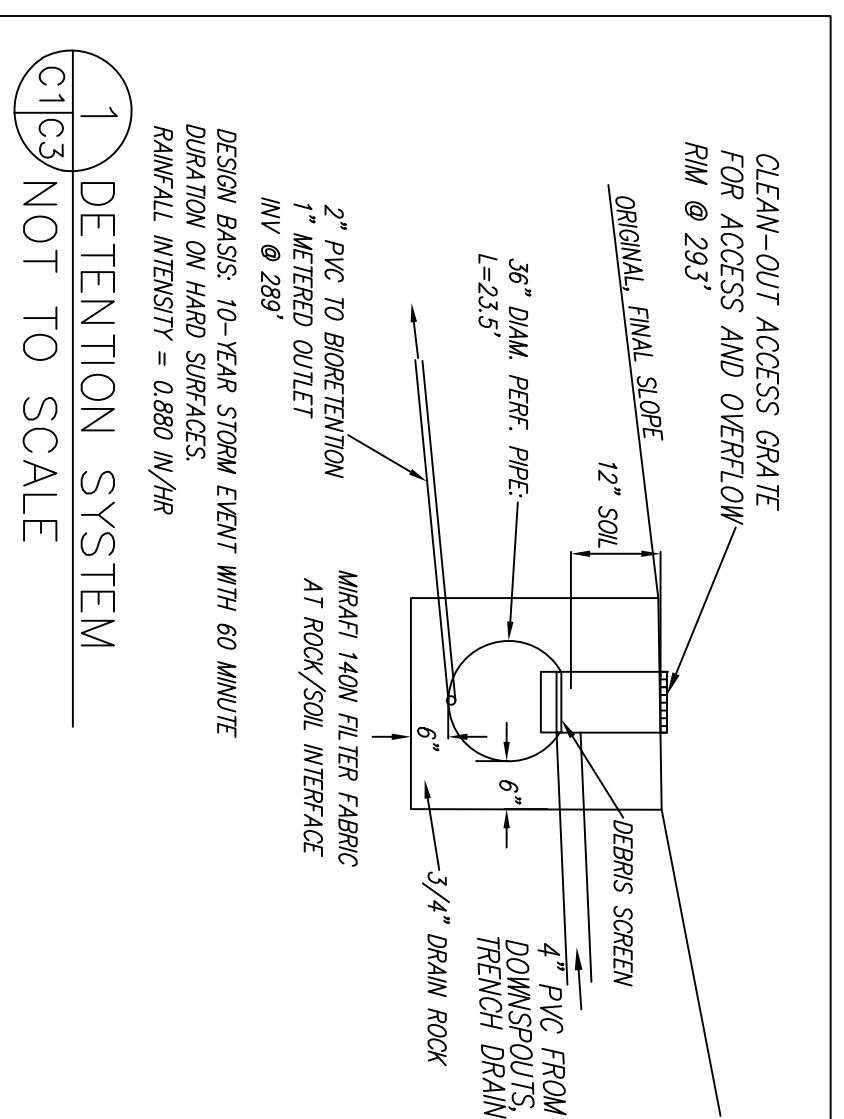 CLEAN-OUT ACCESS GRATE
FOR ACCESS AND OVERFLOW
RIM @ 293'
ORIGINAL, FINAL SLOPE
12" SOIL
36" DIAM. PERF. PIPE:
L=23.5'
DEBRIS SCREEN
4" PVC FROM
DOWNSPOUTS,
TRENCH DRAIN
6"
6"
3/4" DRAIN ROCK
2" PVC TO BIORETENTION
1" METERED OUTLET
INV @ 289'
MIRAFI 140N FILTER FABRIC
AT ROCK/SOIL INTERFACE
DESIGN BASIS: 10-YEAR STORM EVENT WITH 60 MINUTE
DURATION ON HARD SURFACES.
RAINFALL INTENSITY = 0.880 IN/HR
1 DETENTION SYSTEM
C1 C3 NOT TO SCALE